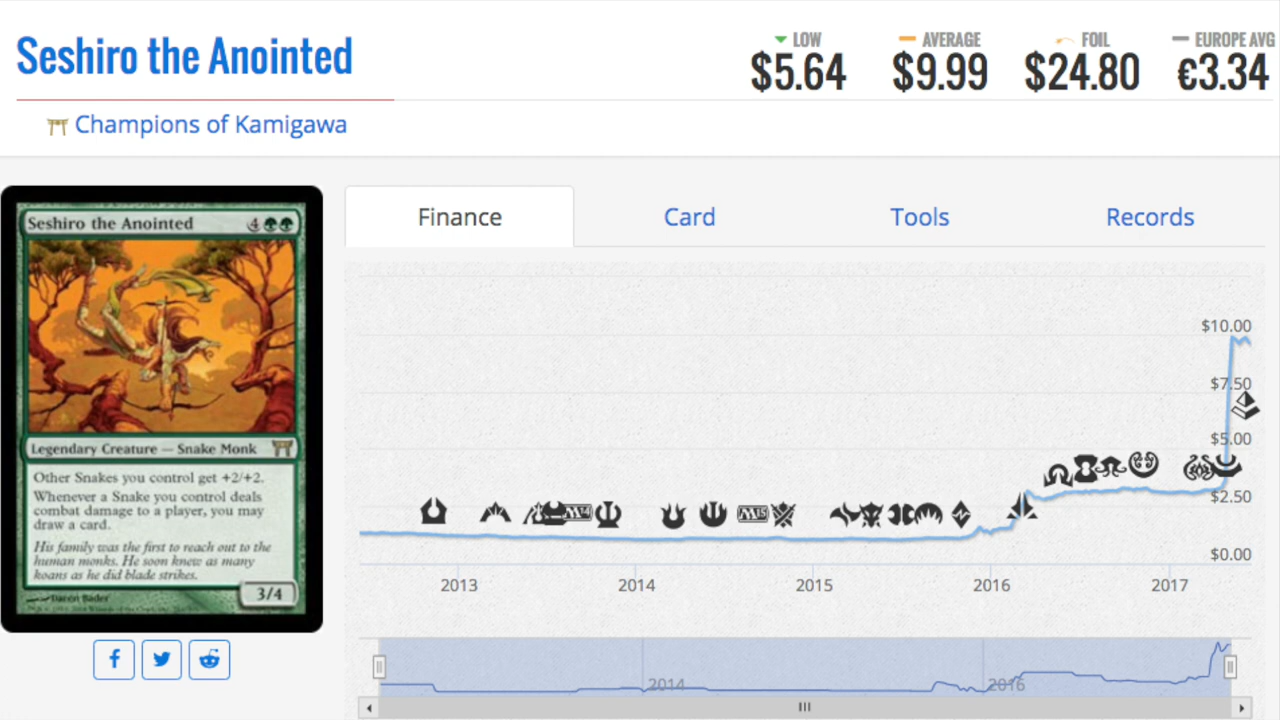 Seshiro the Anointed
LOW
$5.64
AVERAGE
$9.99
FOIL
$24.80
EUROPE AVG
€3.34
Champions of Kamigawa
Seshiro the Anointed 4
Legendary Creature — Snake Monk
Other Snakes you control get +2/+2.
Whenever a Snake you control deals
combat damage to a player, you may
draw a card.
His family was the first to reach out to the
human monks. He soon knew as many
koans as he did blade strikes.
Daren Bader
3/4
Finance
Card
Tools
Records
$10.00
$7.50
$5.00
$2.50
$0.00
M14
M15
2013
2014
2015
2016
2017
2014
2016